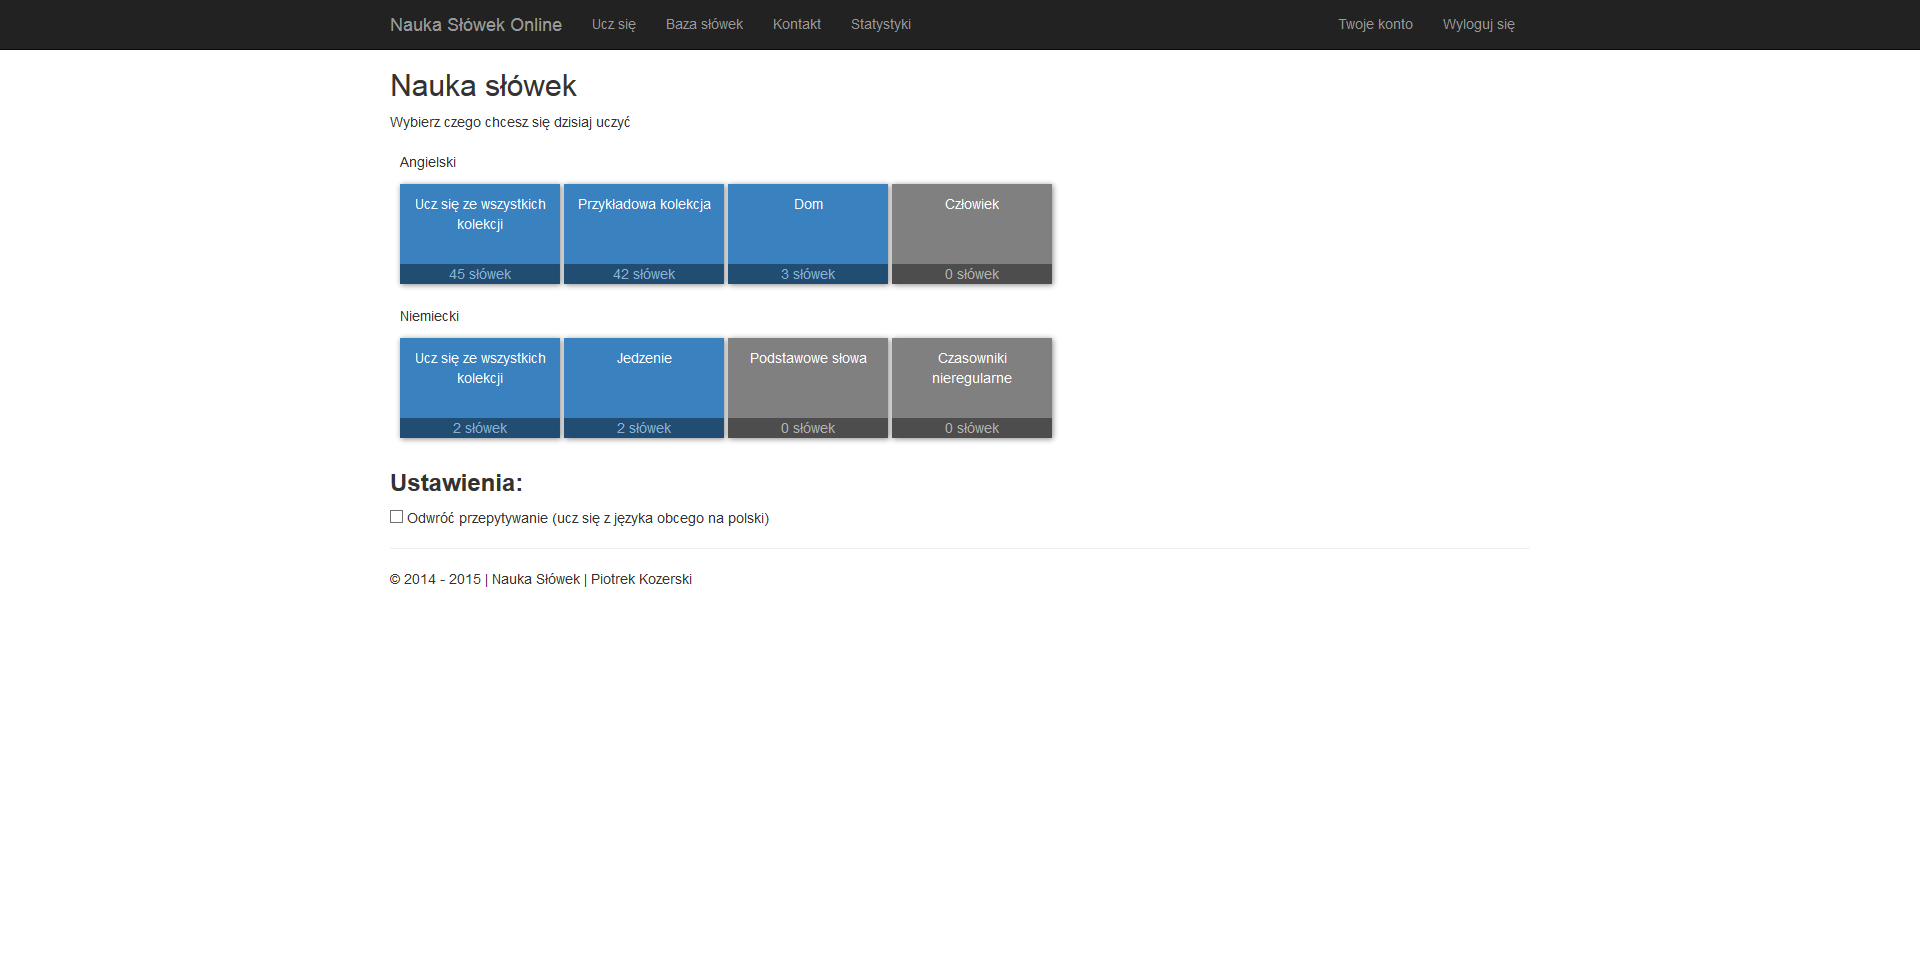 Nauka Słówek Online Ucz się Baza słówek Kontakt Statystyki Twoje konto Wyloguj się
Nauka słówek
Wybierz czego chcesz się dzisiaj uczyć
Angielski
Ucz się ze wszystkich
kolekcji
45 słówek
Przykładowa kolekcja
42 słówek
Dom
3 słówek
Człowiek
0 słówek
Niemiecki
Ucz się ze wszystkich
kolekcji
2 słówek
Jedzenie
2 słówek
Podstawowe słowa
0 słówek
Czasowniki
nieregularne
0 słówek
Ustawienia:
Odwróć przepytywanie (ucz się z języka obcego na polski)
© 2014 - 2015 | Nauka Słówek | Piotrek Kozerski